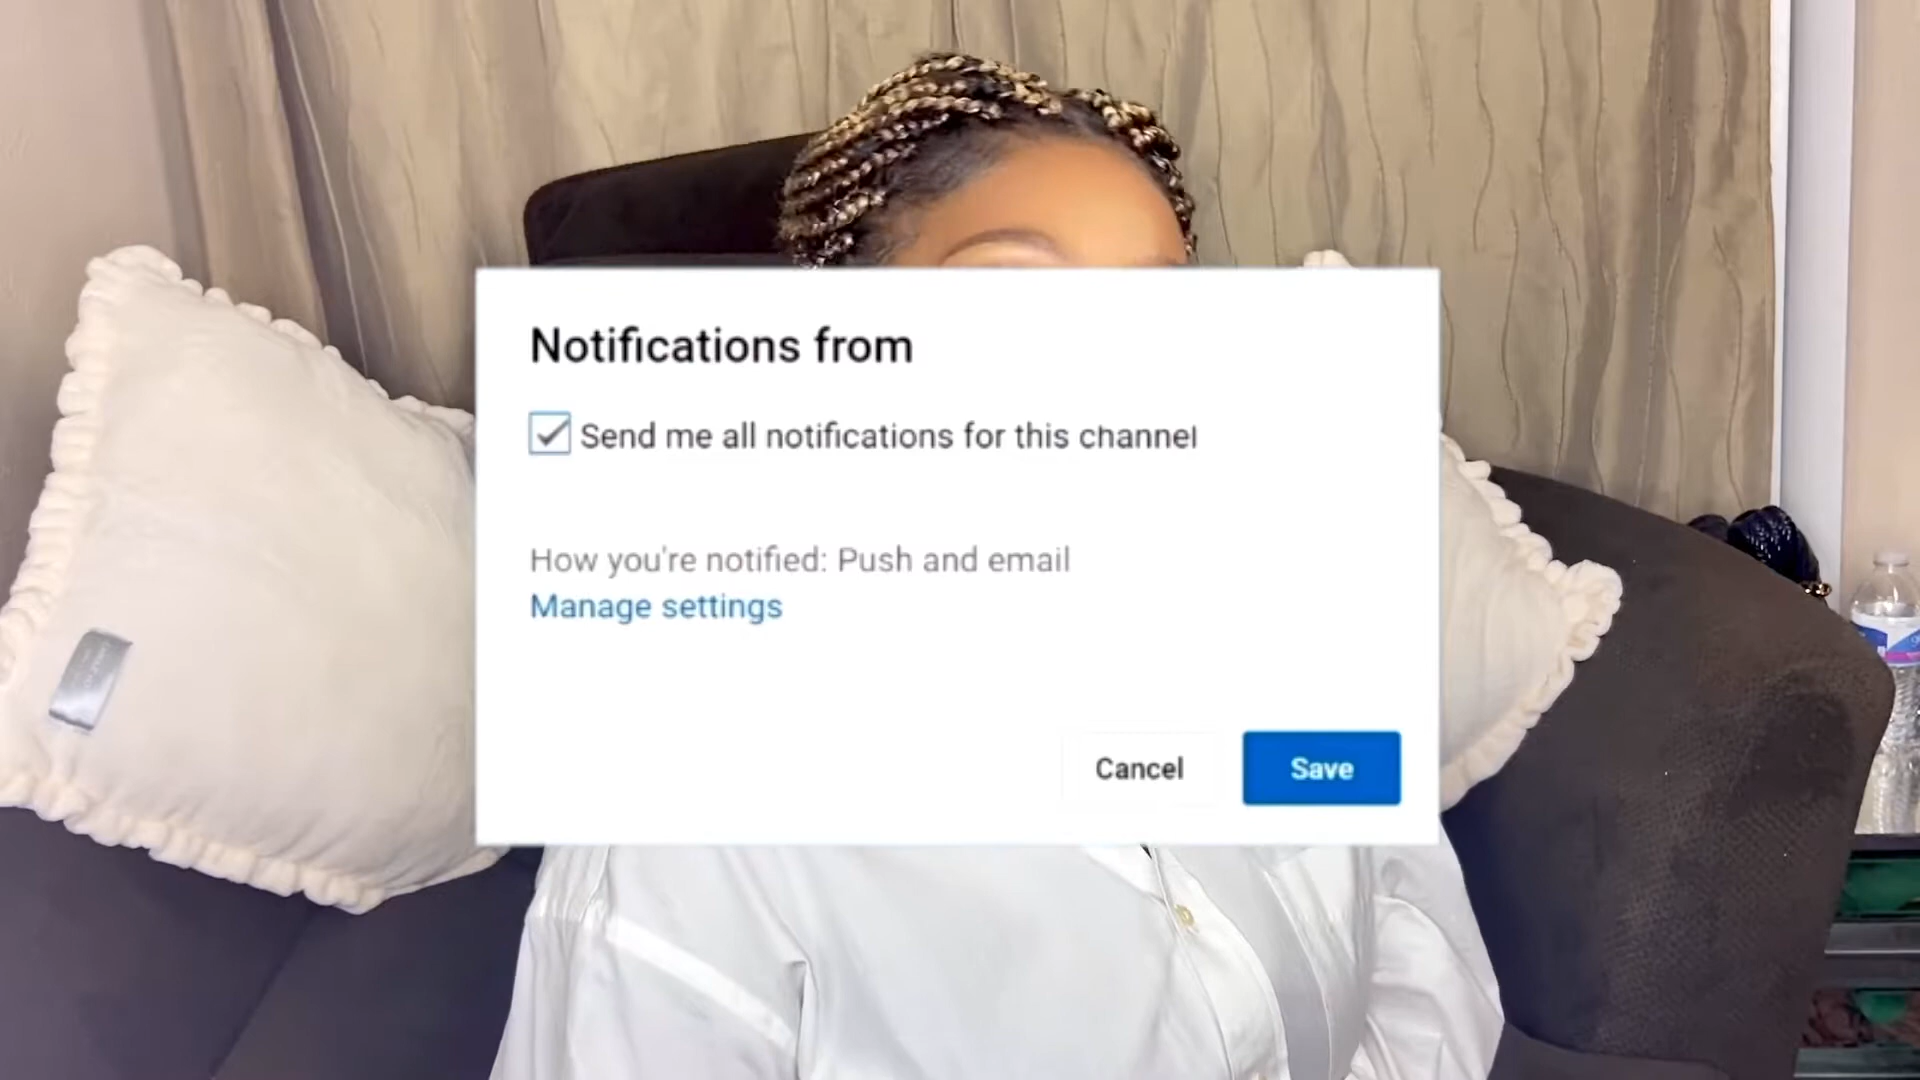 Notifications from
Send me all notifications for this channel
How you're notified: Push and email
Manage settings
Cancel
Save